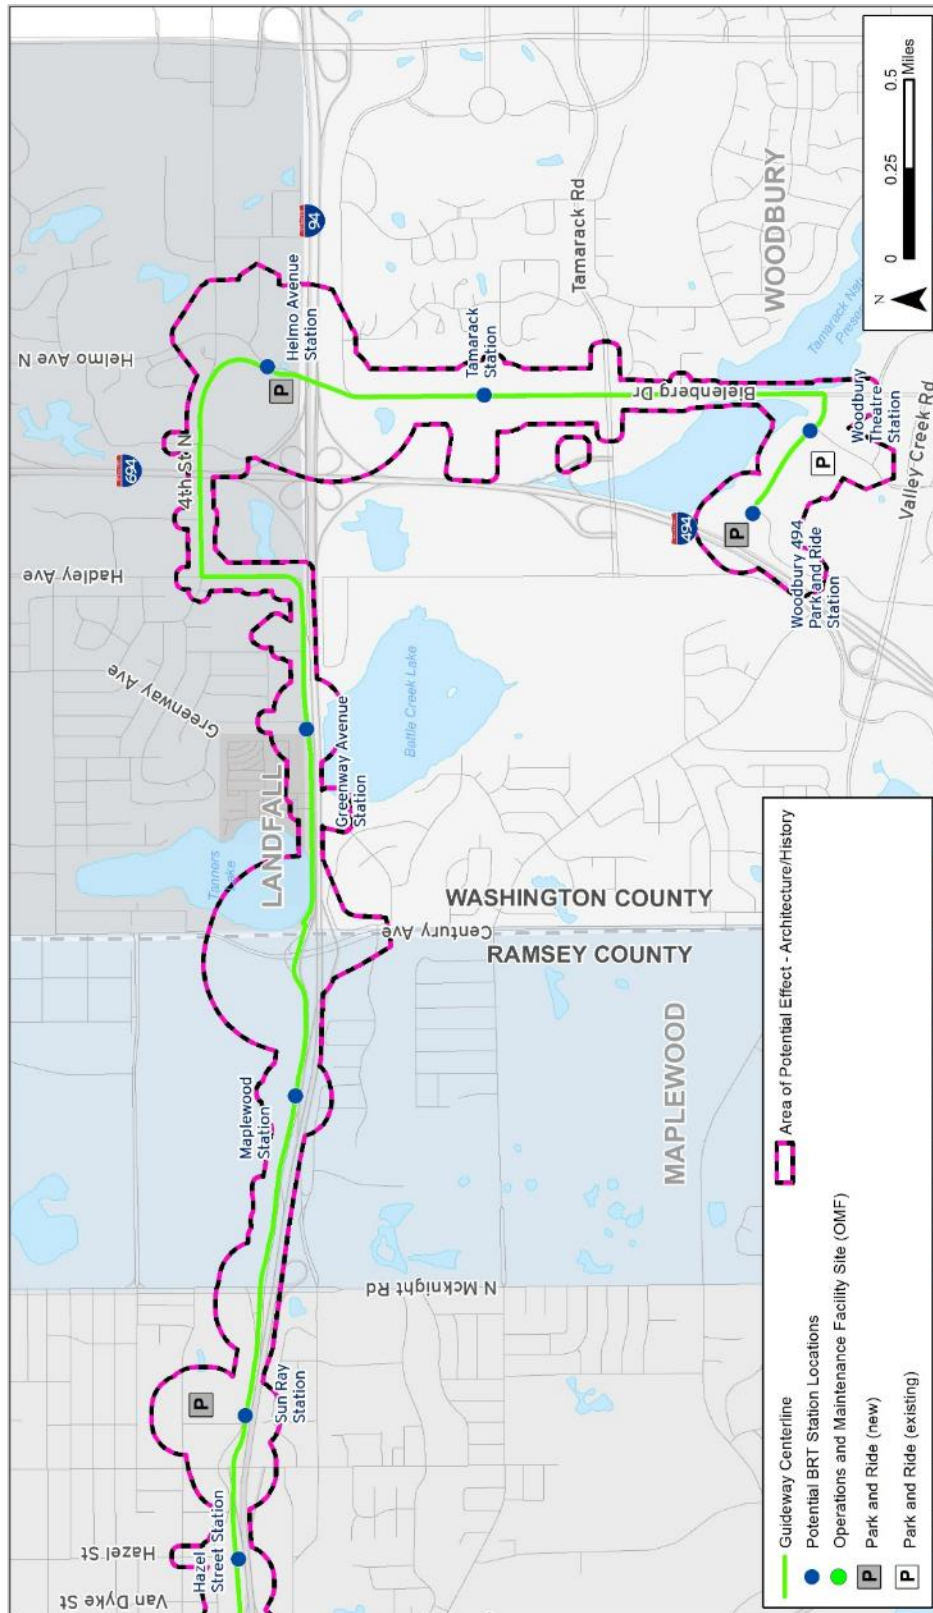 Van Dyke St
Hazel St
Helmo Ave N
Hadley Ave
Greenway Ave
4th St N
694
P
Hazel
Street Station
Sun Ray
Station
Maplewood
Station
Tanners
Lake
LANDFALL
P
Helmo Avenue
Station
94
Greenway Avenue
Station
N Mcknight Rd
Century Ave
Battle Creek Lake
WASHINGTON COUNTY
RAMSEY COUNTY
Tamarack
Station
Tamarack Rd
MAPLEWOOD
Bielenberg Dr
494
P
P
WOODBURY
Woodbury 494
Park and Ride
Station
Tamarack Natu
Preserve
Woodbury
Theatre
Station
Valley Creek Rd
Guideway Centerline
Potential BRT Station Locations
Operations and Maintenance Facility Site (OMF)
P Park and Ride (new)
P Park and Ride (existing)
Area of Potential Effect - Architecture/History
N
0 0.25 0.5
Miles